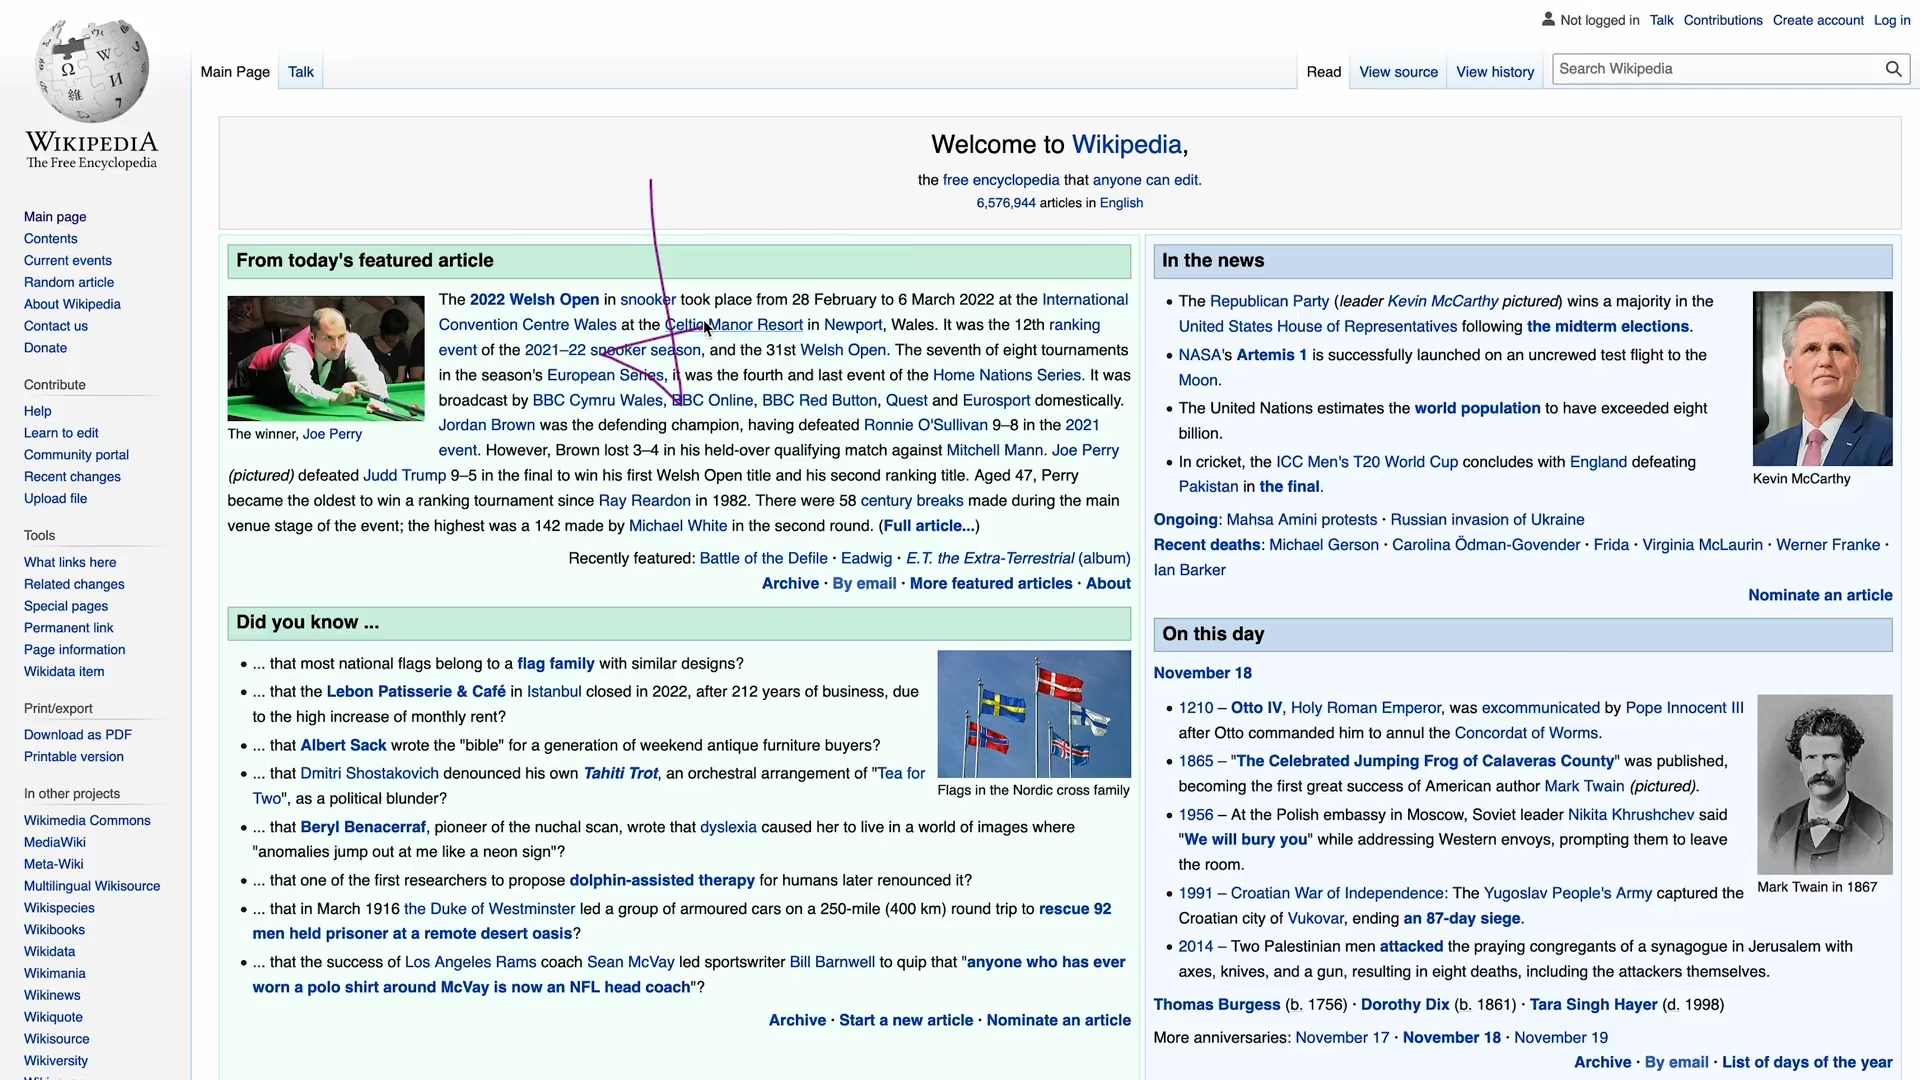 Not logged in Talk Contributions Create account Log in
Main Page Talk Read View source View history Search Wikipedia
WIKIPEDIA
The Free Encyclopedia
Main page
Contents
Current events
Random article
About Wikipedia
Contact us
Donate
Contribute
Help
Learn to edit
Community portal
Recent changes
Upload file
Tools
What links here
Related changes
Special pages
Permanent link
Page information
Wikidata item
Print/export
Download as PDF
Printable version
In other projects
Wikimedia Commons
MediaWiki
Meta-Wiki
Multilingual Wikisource
Wikispecies
Wikibooks
Wikidata
Wikimania
Wikinews
Wikiquote
Wikisource
Wikiversity
Welcome to Wikipedia,
the free encyclopedia that anyone can edit.
6,576,944 articles in English
From today's featured article
The 2022 Welsh Open in snooker took place from 28 February to 6 March 2022 at the International
Convention Centre Wales at the Celtic Manor Resort in Newport, Wales. It was the 12th ranking
event of the 2021–22 snooker season, and the 31st Welsh Open. The seventh of eight tournaments
in the season's European Series, it was the fourth and last event of the Home Nations Series. It was
broadcast by BBC Cymru Wales, BBC Online, BBC Red Button, Quest and Eurosport domestically.
Jordan Brown was the defending champion, having defeated Ronnie O'Sullivan 9–8 in the 2021
event. However, Brown lost 3–4 in his held-over qualifying match against Mitchell Mann. Joe Perry
(pictured) defeated Judd Trump 9–5 in the final to win his first Welsh Open title and his second ranking title. Aged 47, Perry
became the oldest to win a ranking tournament since Ray Reardon in 1982. There were 58 century breaks made during the main
venue stage of the event; the highest was a 142 made by Michael White in the second round. (Full article...)
The winner, Joe Perry
Recently featured: Battle of the Defile · Eadwig · E.T. the Extra-Terrestrial (album)
Archive · By email · More featured articles · About
Did you know ...
... that most national flags belong to a flag family with similar designs?
... that the Lebon Patisserie & Café in Istanbul closed in 2022, after 212 years of business, due
to the high increase of monthly rent?
... that Albert Sack wrote the "bible" for a generation of weekend antique furniture buyers?
... that Dmitri Shostakovich denounced his own Tahiti Trot, an orchestral arrangement of "Tea for
Two", as a political blunder?
Flags in the Nordic cross family
... that Beryl Benacerraf, pioneer of the nuchal scan, wrote that dyslexia caused her to live in a world of images where
"anomalies jump out at me like a neon sign"?
... that one of the first researchers to propose dolphin-assisted therapy for humans later renounced it?
... that in March 1916 the Duke of Westminster led a group of armoured cars on a 250-mile (400 km) round trip to rescue 92
men held prisoner at a remote desert oasis?
... that the success of Los Angeles Rams coach Sean McVay led sportswriter Bill Barnwell to quip that "anyone who has ever
worn a polo shirt around McVay is now an NFL head coach"?
Archive · Start a new article · Nominate an article
In the news
The Republican Party (leader Kevin McCarthy pictured) wins a majority in the
United States House of Representatives following the midterm elections.
NASA's Artemis 1 is successfully launched on an uncrewed test flight to the
Moon.
The United Nations estimates the world population to have exceeded eight
billion.
In cricket, the ICC Men's T20 World Cup concludes with England defeating
Pakistan in the final.
Kevin McCarthy
Ongoing: Mahsa Amini protests · Russian invasion of Ukraine
Recent deaths: Michael Gerson · Carolina Ödman-Govender · Frida · Virginia McLaurin · Werner Franke ·
Ian Barker
Nominate an article
On this day
November 18
1210 – Otto IV, Holy Roman Emperor, was excommunicated by Pope Innocent III
after Otto commanded him to annul the Concordat of Worms.
1865 – "The Celebrated Jumping Frog of Calaveras County" was published,
becoming the first great success of American author Mark Twain (pictured).
1956 – At the Polish embassy in Moscow, Soviet leader Nikita Khrushchev said
"We will bury you" while addressing Western envoys, prompting them to leave
the room.
1991 – Croatian War of Independence: The Yugoslav People's Army captured the
Croatian city of Vukovar, ending an 87-day siege.
Mark Twain in 1867
2014 – Two Palestinian men attacked the praying congregants of a synagogue in Jerusalem with
axes, knives, and a gun, resulting in eight deaths, including the attackers themselves.
Thomas Burgess (b. 1756) · Dorothy Dix (b. 1861) · Tara Singh Hayer (d. 1998)
More anniversaries: November 17 · November 18 · November 19
Archive · By email · List of days of the year